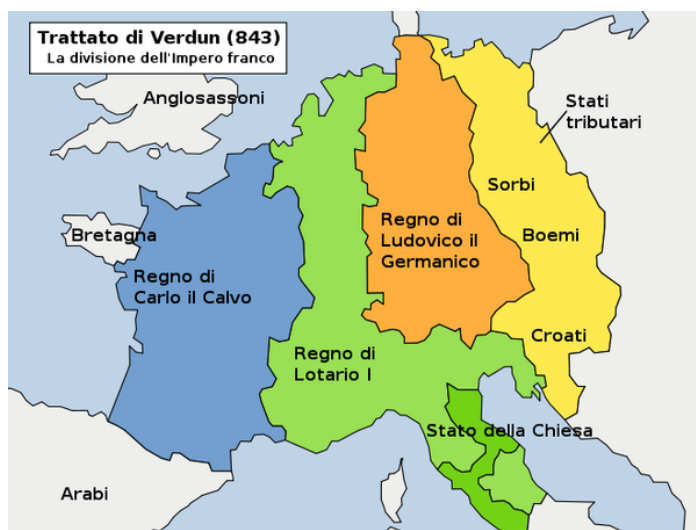 Trattato di Verdun (843)
La divisione dell'Impero franco
Anglosassoni
Stati
tributari
Sorbi
Bretagna
Regno di
Ludovico il
Germanico
Boemi
Regno di
Carlo il Calvo
Croati
Regno di
Lotario I
Stato della Chiesa
Arabi